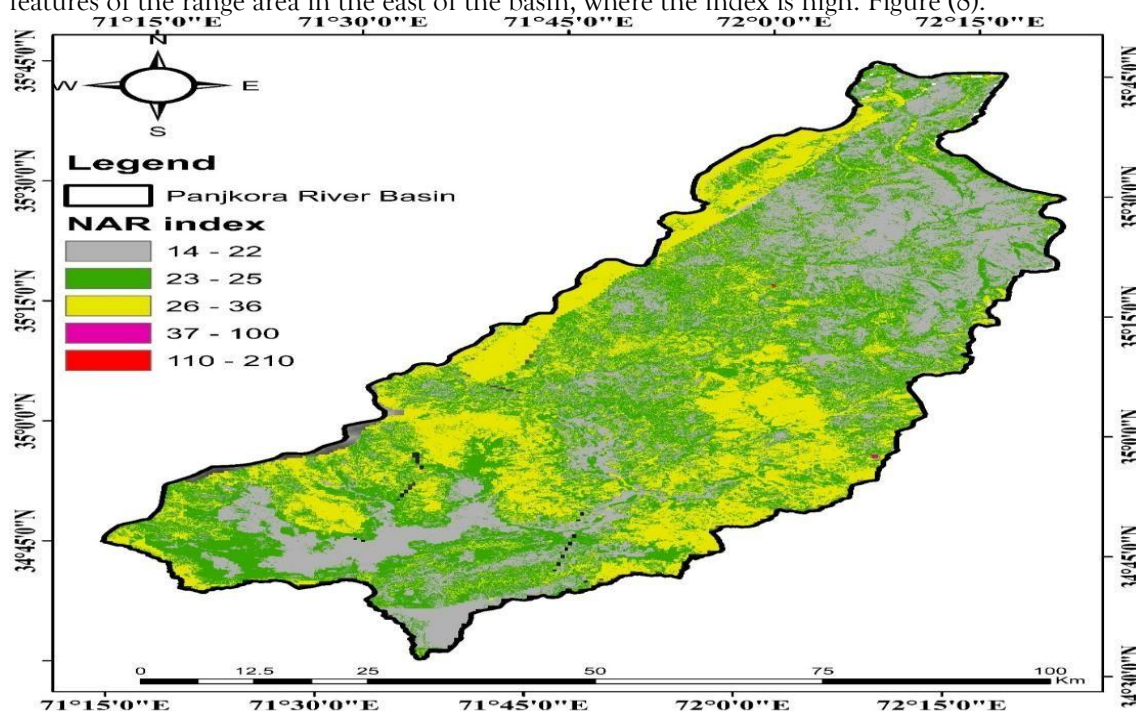 features of the range area in the east of the basin, where the index is high. Figure (8).
71°15'0"E 71°30'0"E 71°45'0"E 72°0'0"E 72°15'0"E
N
W E
S
Legend
Panjkora River Basin
NAR index
14 - 22
23 - 25
26 - 36
37 - 100
110 - 210
35°45'0"N
35°30'0"N
35°15'0"N
35°0'0"N
34°45'0"N
35°45'0"N
35°30'0"N
35°15'0"N
35°0'0"N
34°45'0"N
34°30'0"N
0 12.5 25 50 75 100
Km
71°15'0"E 71°30'0"E 71°45'0"E 72°0'0"E 72°15'0"E